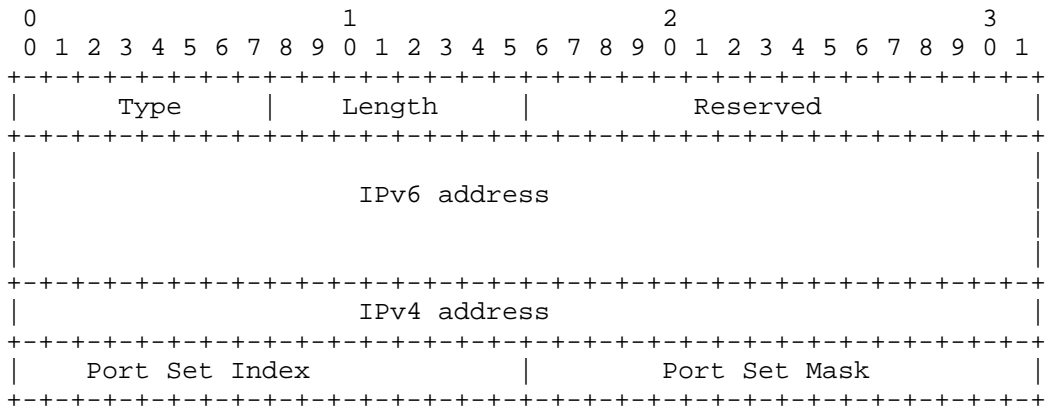 0                   1                   2                   3
 0 1 2 3 4 5 6 7 8 9 0 1 2 3 4 5 6 7 8 9 0 1 2 3 4 5 6 7 8 9 0 1
+-+-+-+-+-+-+-+-+-+-+-+-+-+-+-+-+-+-+-+-+-+-+-+-+-+-+-+-+-+-+-+-+
|      Type     |    Length     |          Reserved             |
+-+-+-+-+-+-+-+-+-+-+-+-+-+-+-+-+-+-+-+-+-+-+-+-+-+-+-+-+-+-+-+-+
|                                                               |
|                     IPv6 address                              |
|                                                               |
|                                                               |
+-+-+-+-+-+-+-+-+-+-+-+-+-+-+-+-+-+-+-+-+-+-+-+-+-+-+-+-+-+-+-+-+
|                     IPv4 address                              |
+-+-+-+-+-+-+-+-+-+-+-+-+-+-+-+-+-+-+-+-+-+-+-+-+-+-+-+-+-+-+-+-+
|    Port Set Index             |        Port Set Mask          |
+-+-+-+-+-+-+-+-+-+-+-+-+-+-+-+-+-+-+-+-+-+-+-+-+-+-+-+-+-+-+-+-+